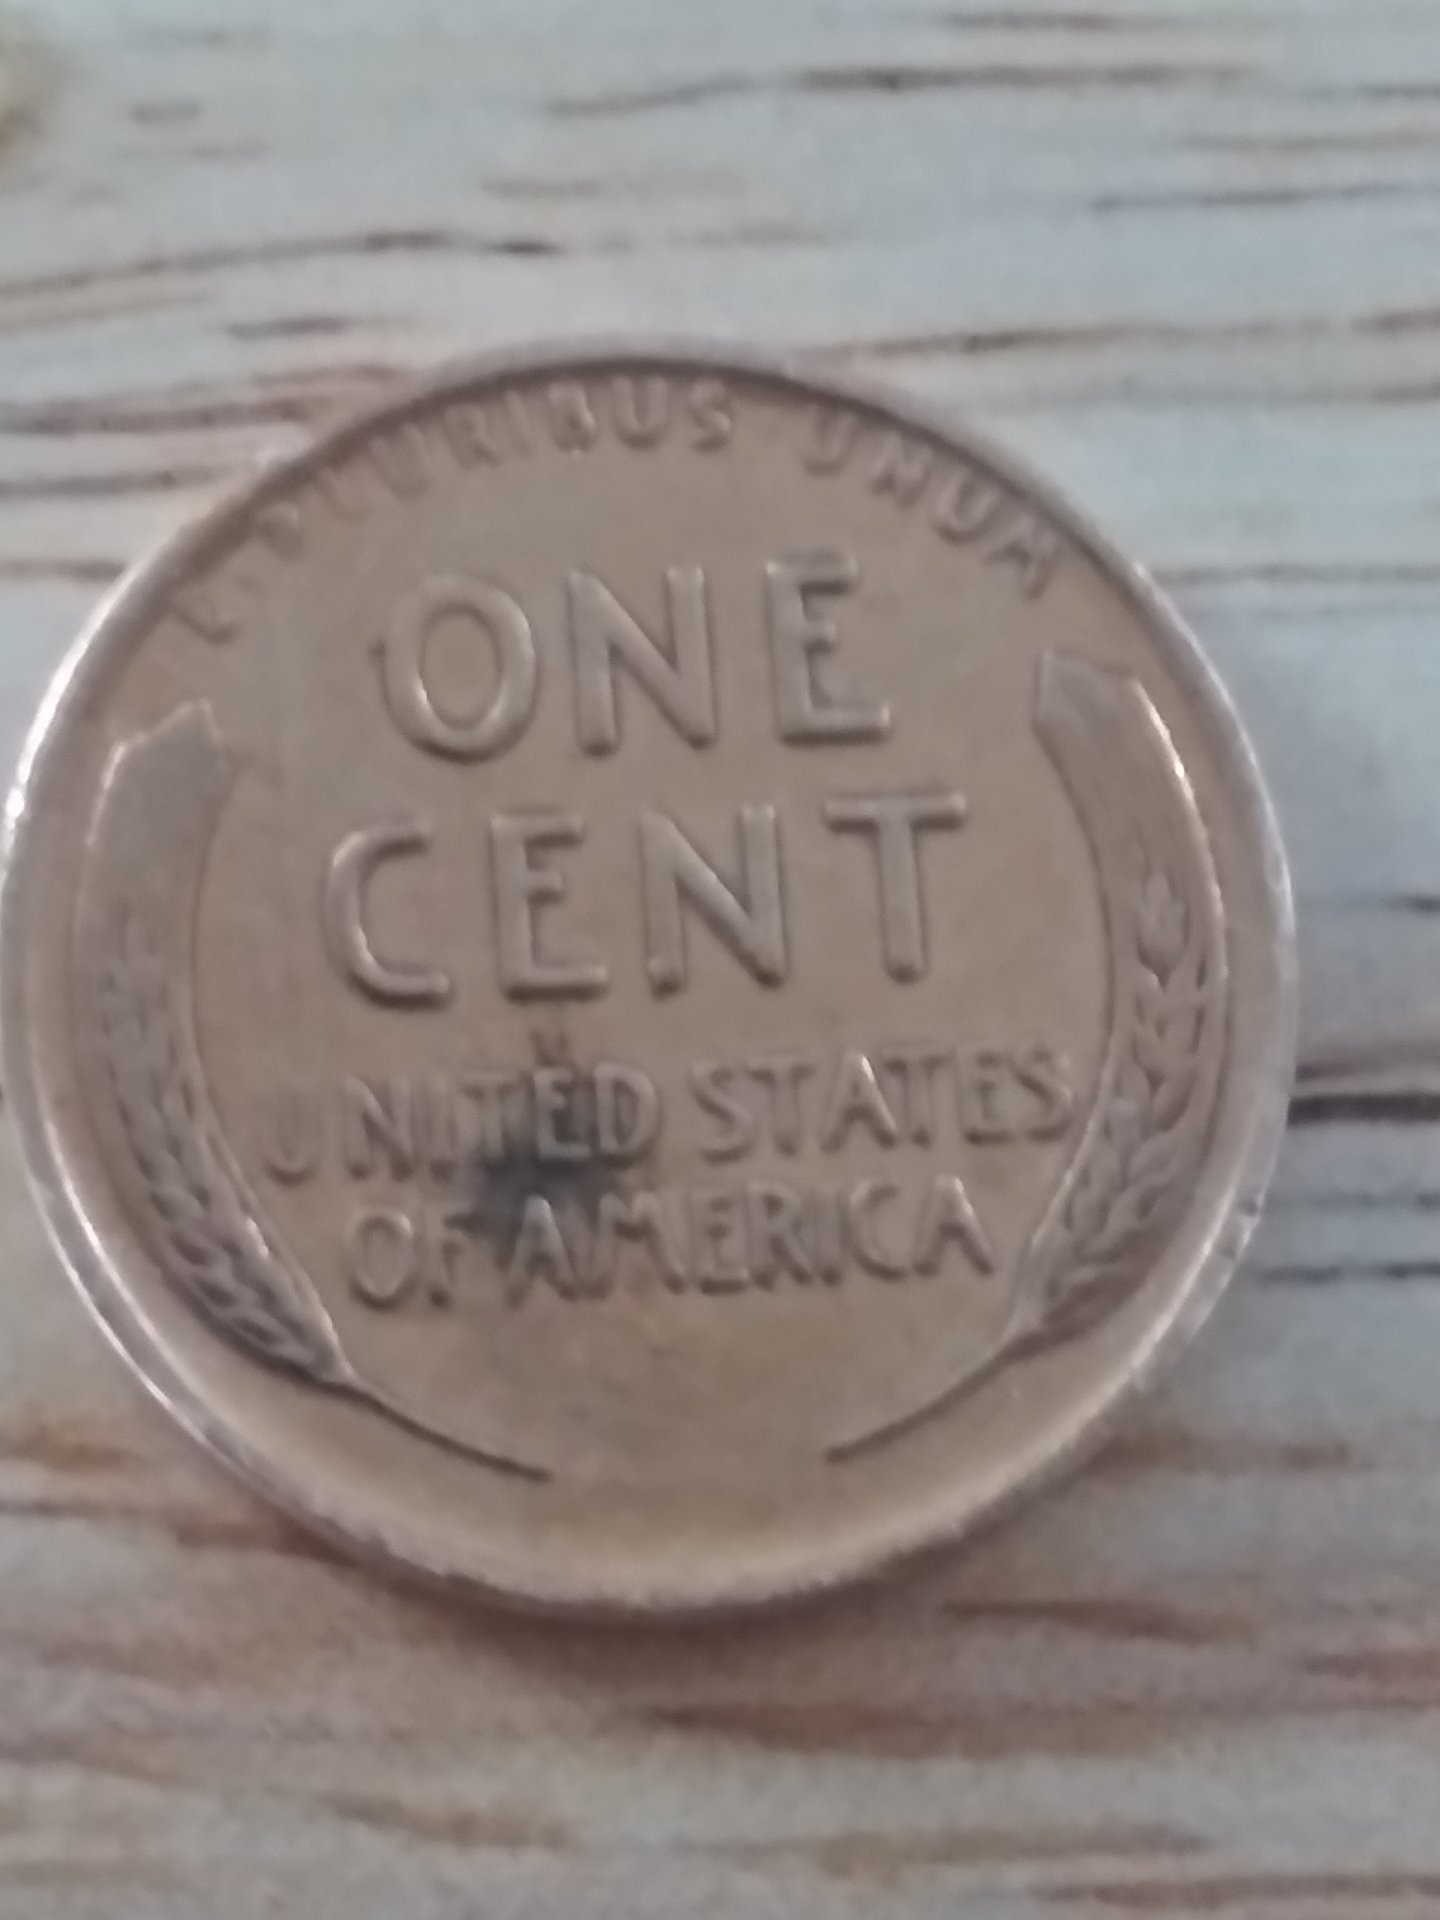 E PLURIBUS UNUM
ONE
CENT
UNITED STATES
OF AMERICA